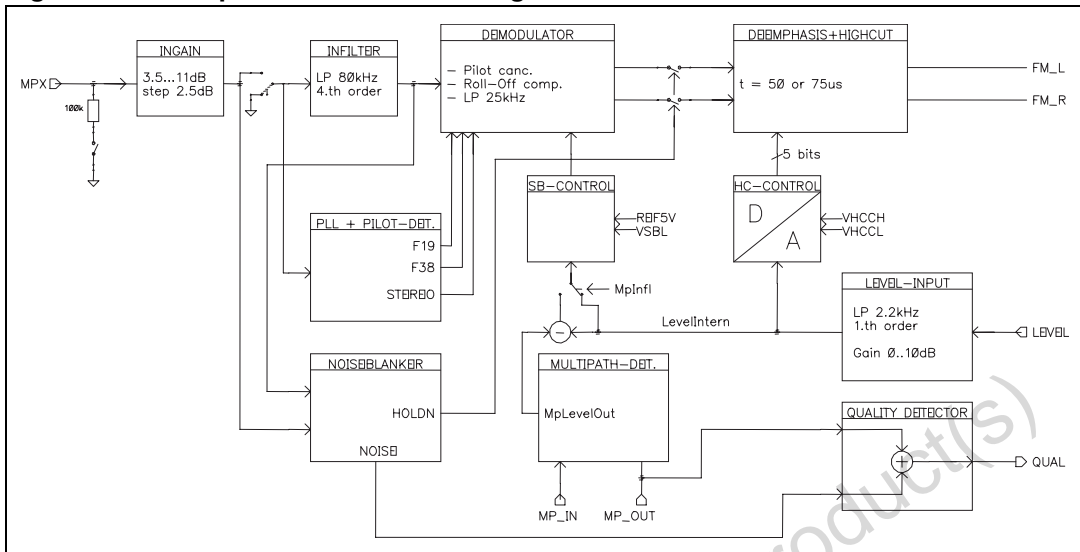 INGAIN
3.5...11dB
step 2.5dB
MPX
100k
INFILTER
LP 80kHz
4.th order
DEMODULATOR
- Pilot canc.
- Roll-Off comp.
- LP 25kHz
DEEMPHASIS+HIGHCUT
t = 50 or 75us
FM_L
FM_R
5 bits
SB-CONTROL
REF5V
VSBL
HC-CONTROL
D
A
VHCCH
VHCCL
PLL + PILOT-DET.
F19
F38
STEREO
MpInfl
LevelIntern
LEVEL-INPUT
LP 2.2kHz
1.th order
Gain 0..10dB
LEVEL
NOISEBLANKER
HOLDN
NOISE
MULTIPATH-DET.
MpLevelOut
MP_IN
MP_OUT
QUALITY DETECTOR
QUAL
roduct(s)